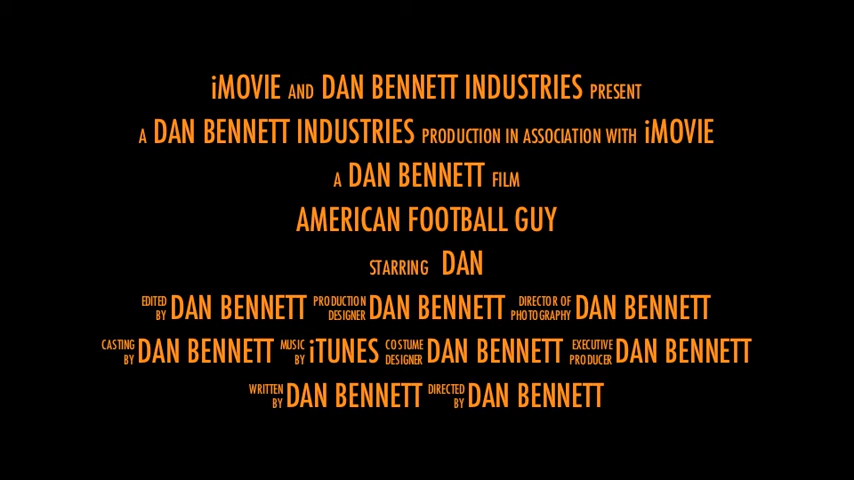 iMOVIE AND DAN BENNETT INDUSTRIES PRESENT
A DAN BENNETT INDUSTRIES PRODUCTION IN ASSOCIATION WITH iMOVIE
A DAN BENNETT FILM
AMERICAN FOOTBALL GUY
STARRING DAN
EDITED BY DAN BENNETT PRODUCTION DESIGNER DAN BENNETT DIRECTOR OF PHOTOGRAPHY DAN BENNETT
CASTING BY DAN BENNETT MUSIC BY iTUNES COSTUME DESIGNER DAN BENNETT EXECUTIVE PRODUCER DAN BENNETT
WRITTEN BY DAN BENNETT DIRECTED BY DAN BENNETT